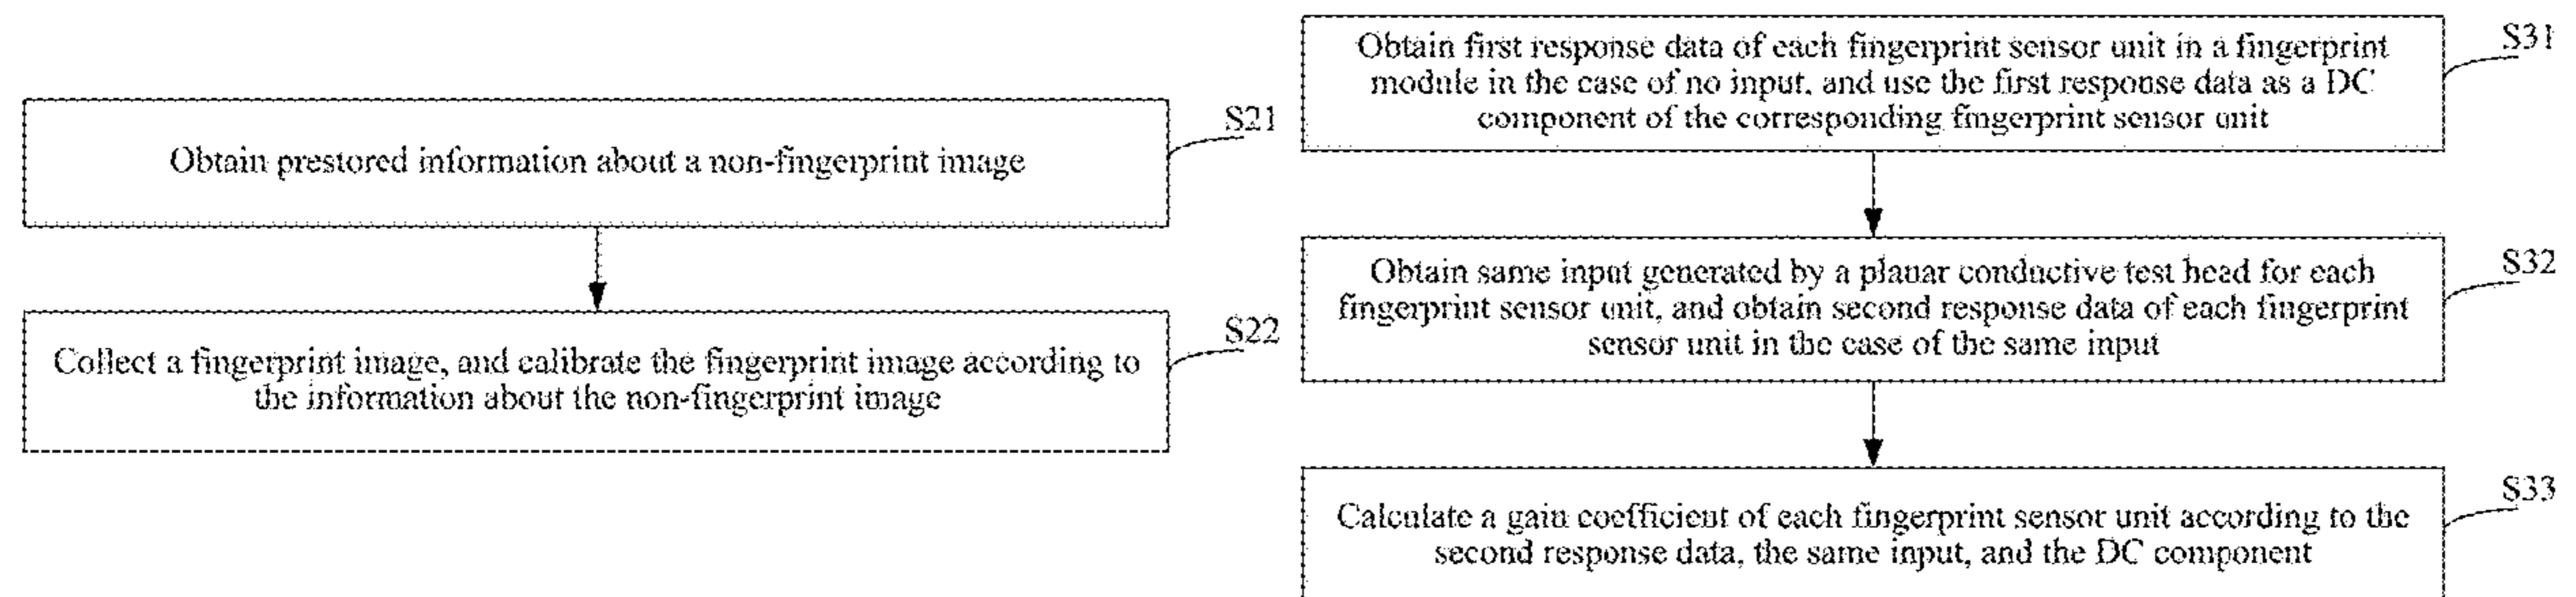 S21
Obtain prestored information about a non-fingerprint image
S22
Collect a fingerprint image, and calibrate the fingerprint image according to
the information about the non-fingerprint image
S31
Obtain first response data of each fingerprint sensor unit in a fingerprint
module in the case of no input, and use the first response data as a DC
component of the corresponding fingerprint sensor unit
S32
Obtain same input generated by a planar conductive test head for each
fingerprint sensor unit, and obtain second response data of each fingerprint
sensor unit in the case of the same input
S33
Calculate a gain coefficient of each fingerprint sensor unit according to the
second response data, the same input, and the DC component